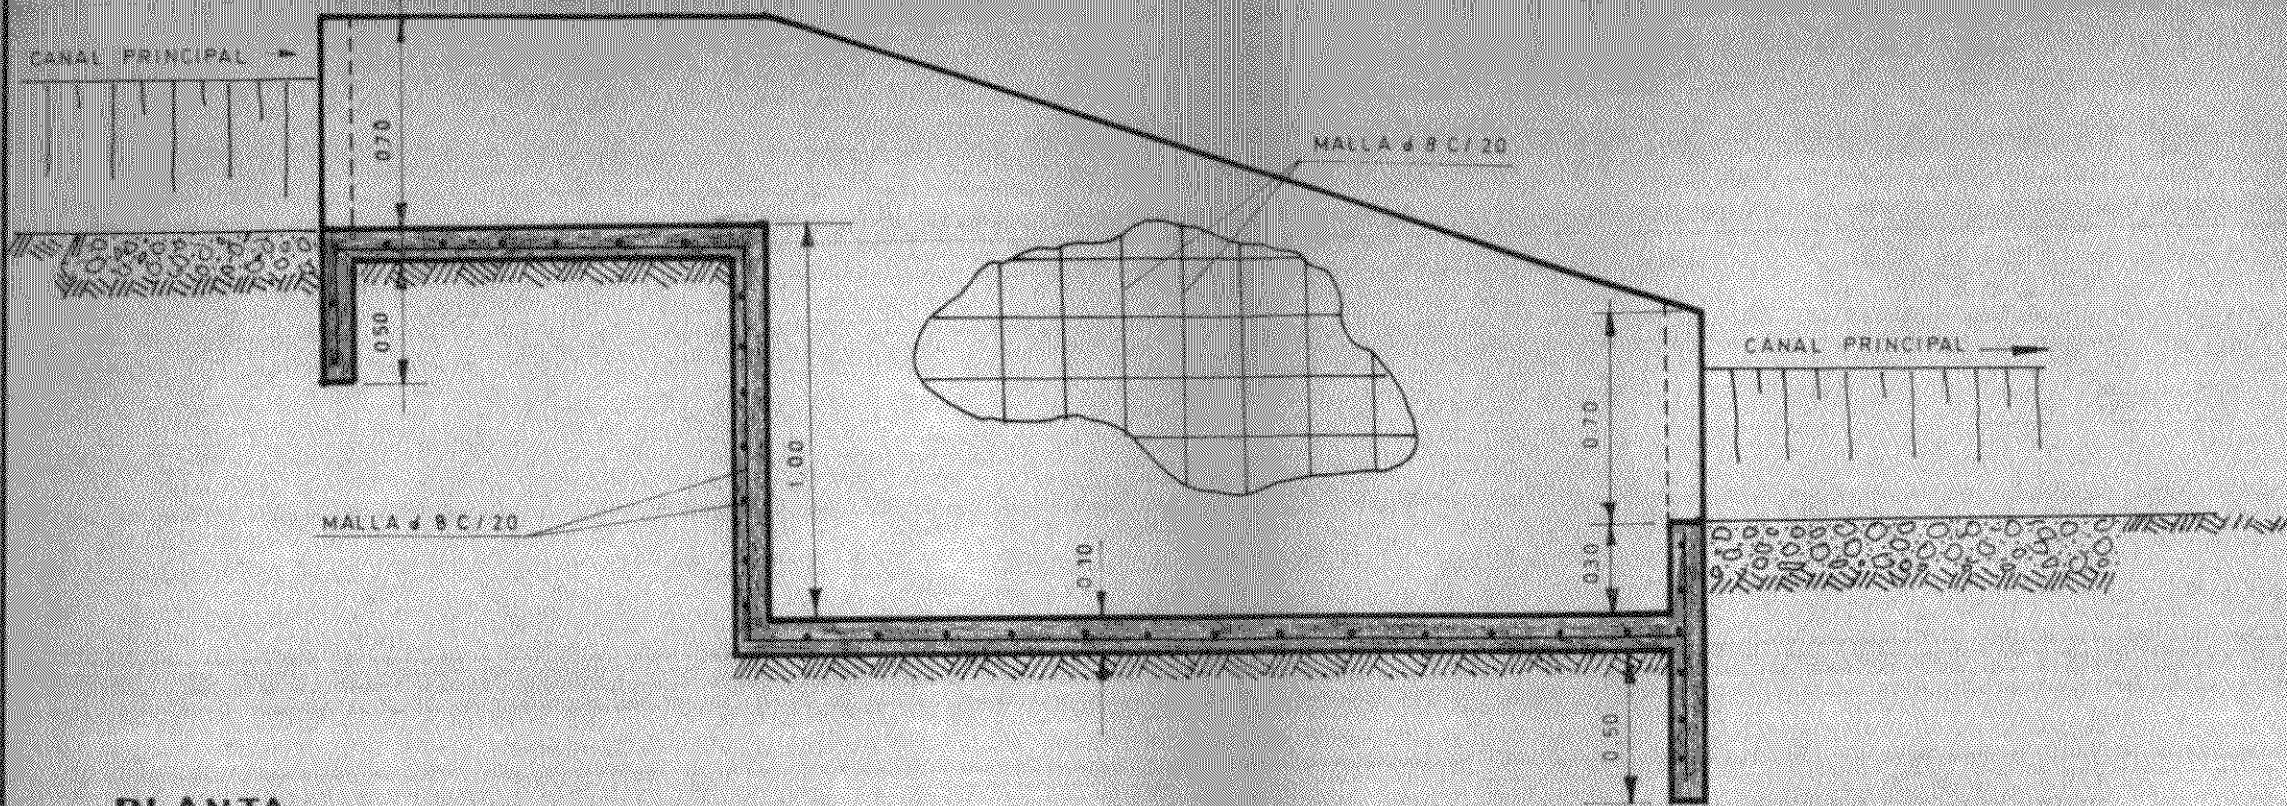 CANAL PRINCIPAL
0.70
MALLA ø 8 C/20
0.50
CANAL PRINCIPAL
0.70
1.00
MALLA ø 8 C/20
0.10
0.30
0.50
PLANTA